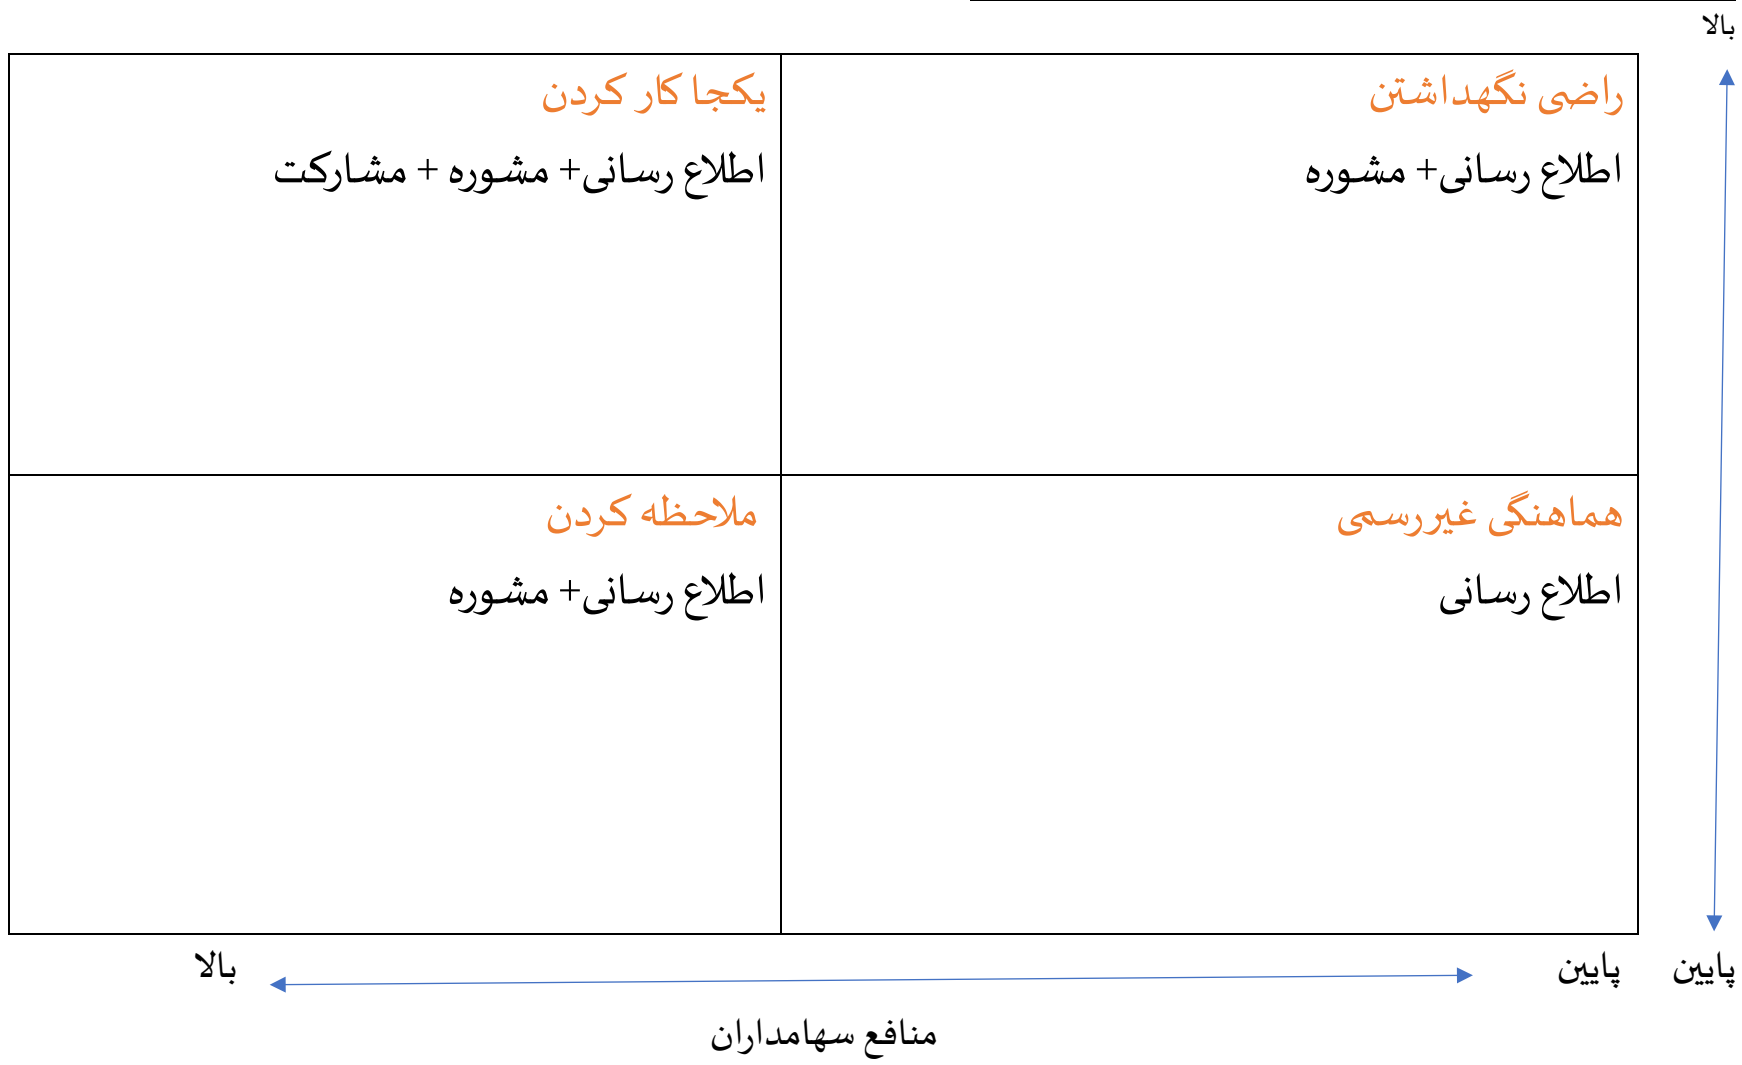 بالا
راضی نگهداشتن
اطلاع رسانی+ مشوره
یکجا کار کردن
اطلاع رسانی+ مشوره + مشارکت
هماهنگی غیررسمی
اطلاع رسانی
ملاحظه کردن
اطلاع رسانی+ مشوره
پایین
پایین
بالا
منافع سهامداران